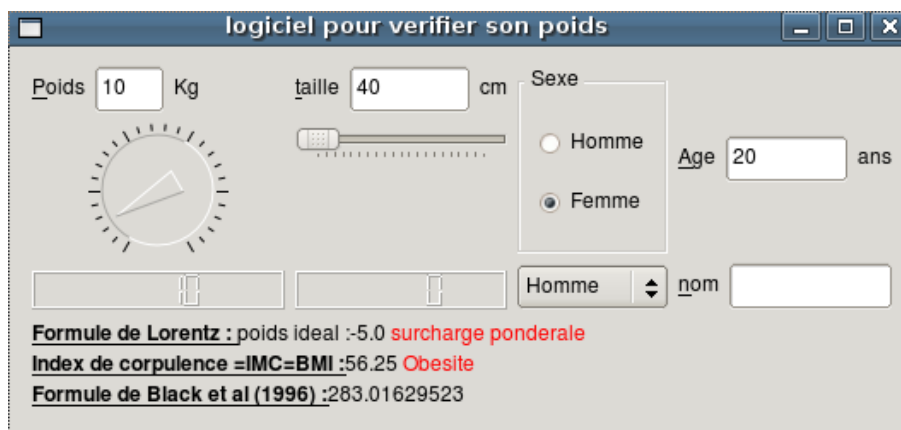 logiciel pour verifier son poids
Poids 10 Kg taille 40 cm Sexe
Homme
Femme
Age 20 ans
10 0 Homme nom
Formule de Lorentz : poids ideal :-5.0 surcharge ponderale
Index de corpulence =IMC=BMI :56.25 Obesite
Formule de Black et al (1996) :283.01629523